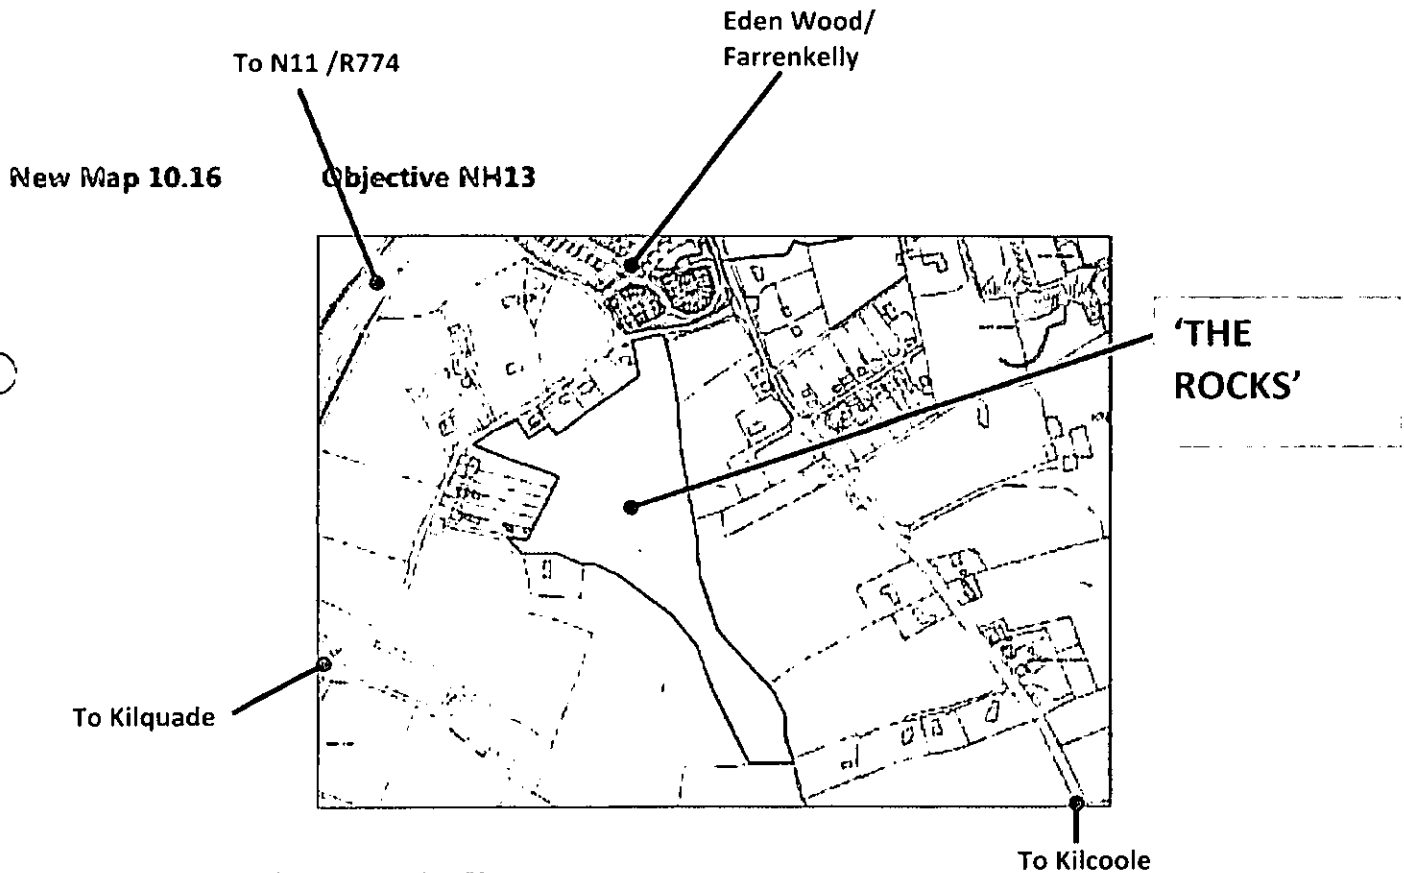 Eden Wood/
Farrenkelly
To N11 /R774
New Map 10.16 Objective NH13
'THE
ROCKS'
To Kilquade
To Kilcoole